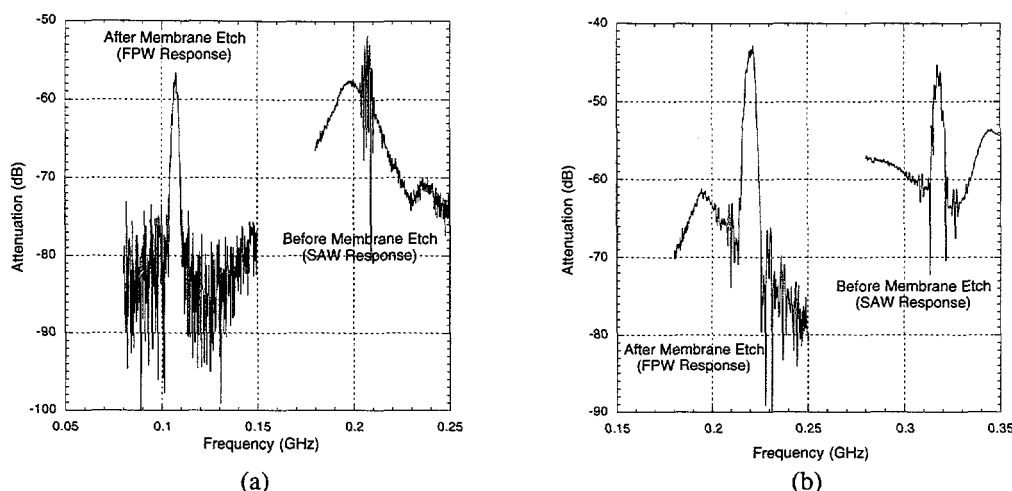 -50
-60
-70
-80
-90
-100
Attenuation (dB)
After Membrane Etch
(FPW Response)
Before Membrane Etch
(SAW Response)
0.05
0.1
0.15
0.2
0.25
Frequency (GHz)
(a)
-40
-50
-60
-70
-80
-90
Attenuation (dB)
Before Membrane Etch
(SAW Response)
After Membrane Etch
(FPW Response)
0.15
0.2
0.25
0.3
0.35
Frequency (GHz)
(b)